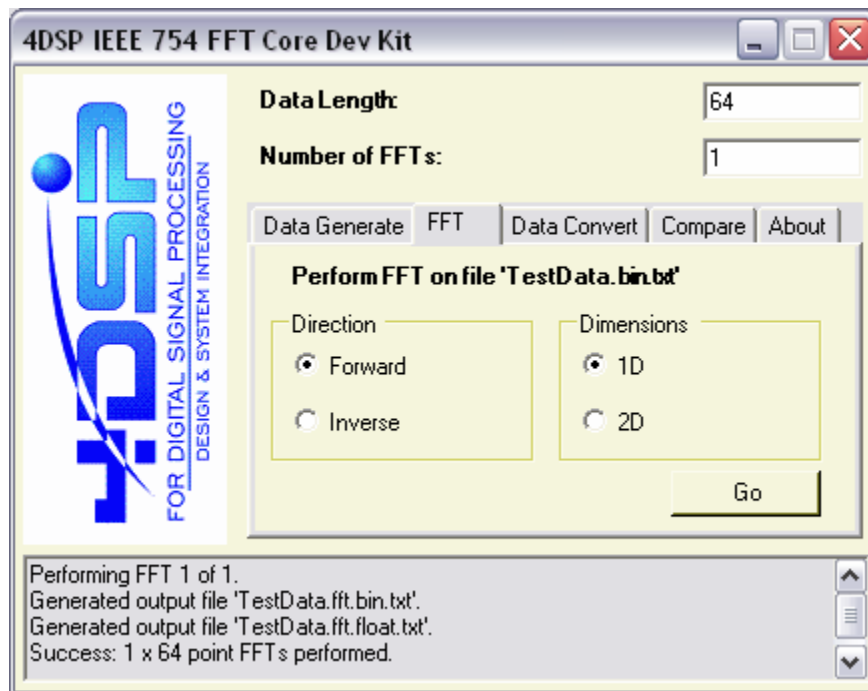 4DSP IEEE 754 FFT Core Dev Kit
4DSP
FOR DIGITAL SIGNAL PROCESSING
DESIGN & SYSTEM INTEGRATION
Data Length: 64
Number of FFTs: 1
Data Generate FFT Data Convert Compare About
Perform FFT on file 'TestData.bin.txt'
Direction Dimensions
Forward 1D
Inverse 2D
Go
Performing FFT 1 of 1.
Generated output file 'TestData.fft.bin.txt'.
Generated output file 'TestData.fft.float.txt'.
Success: 1 x 64 point FFTs performed.